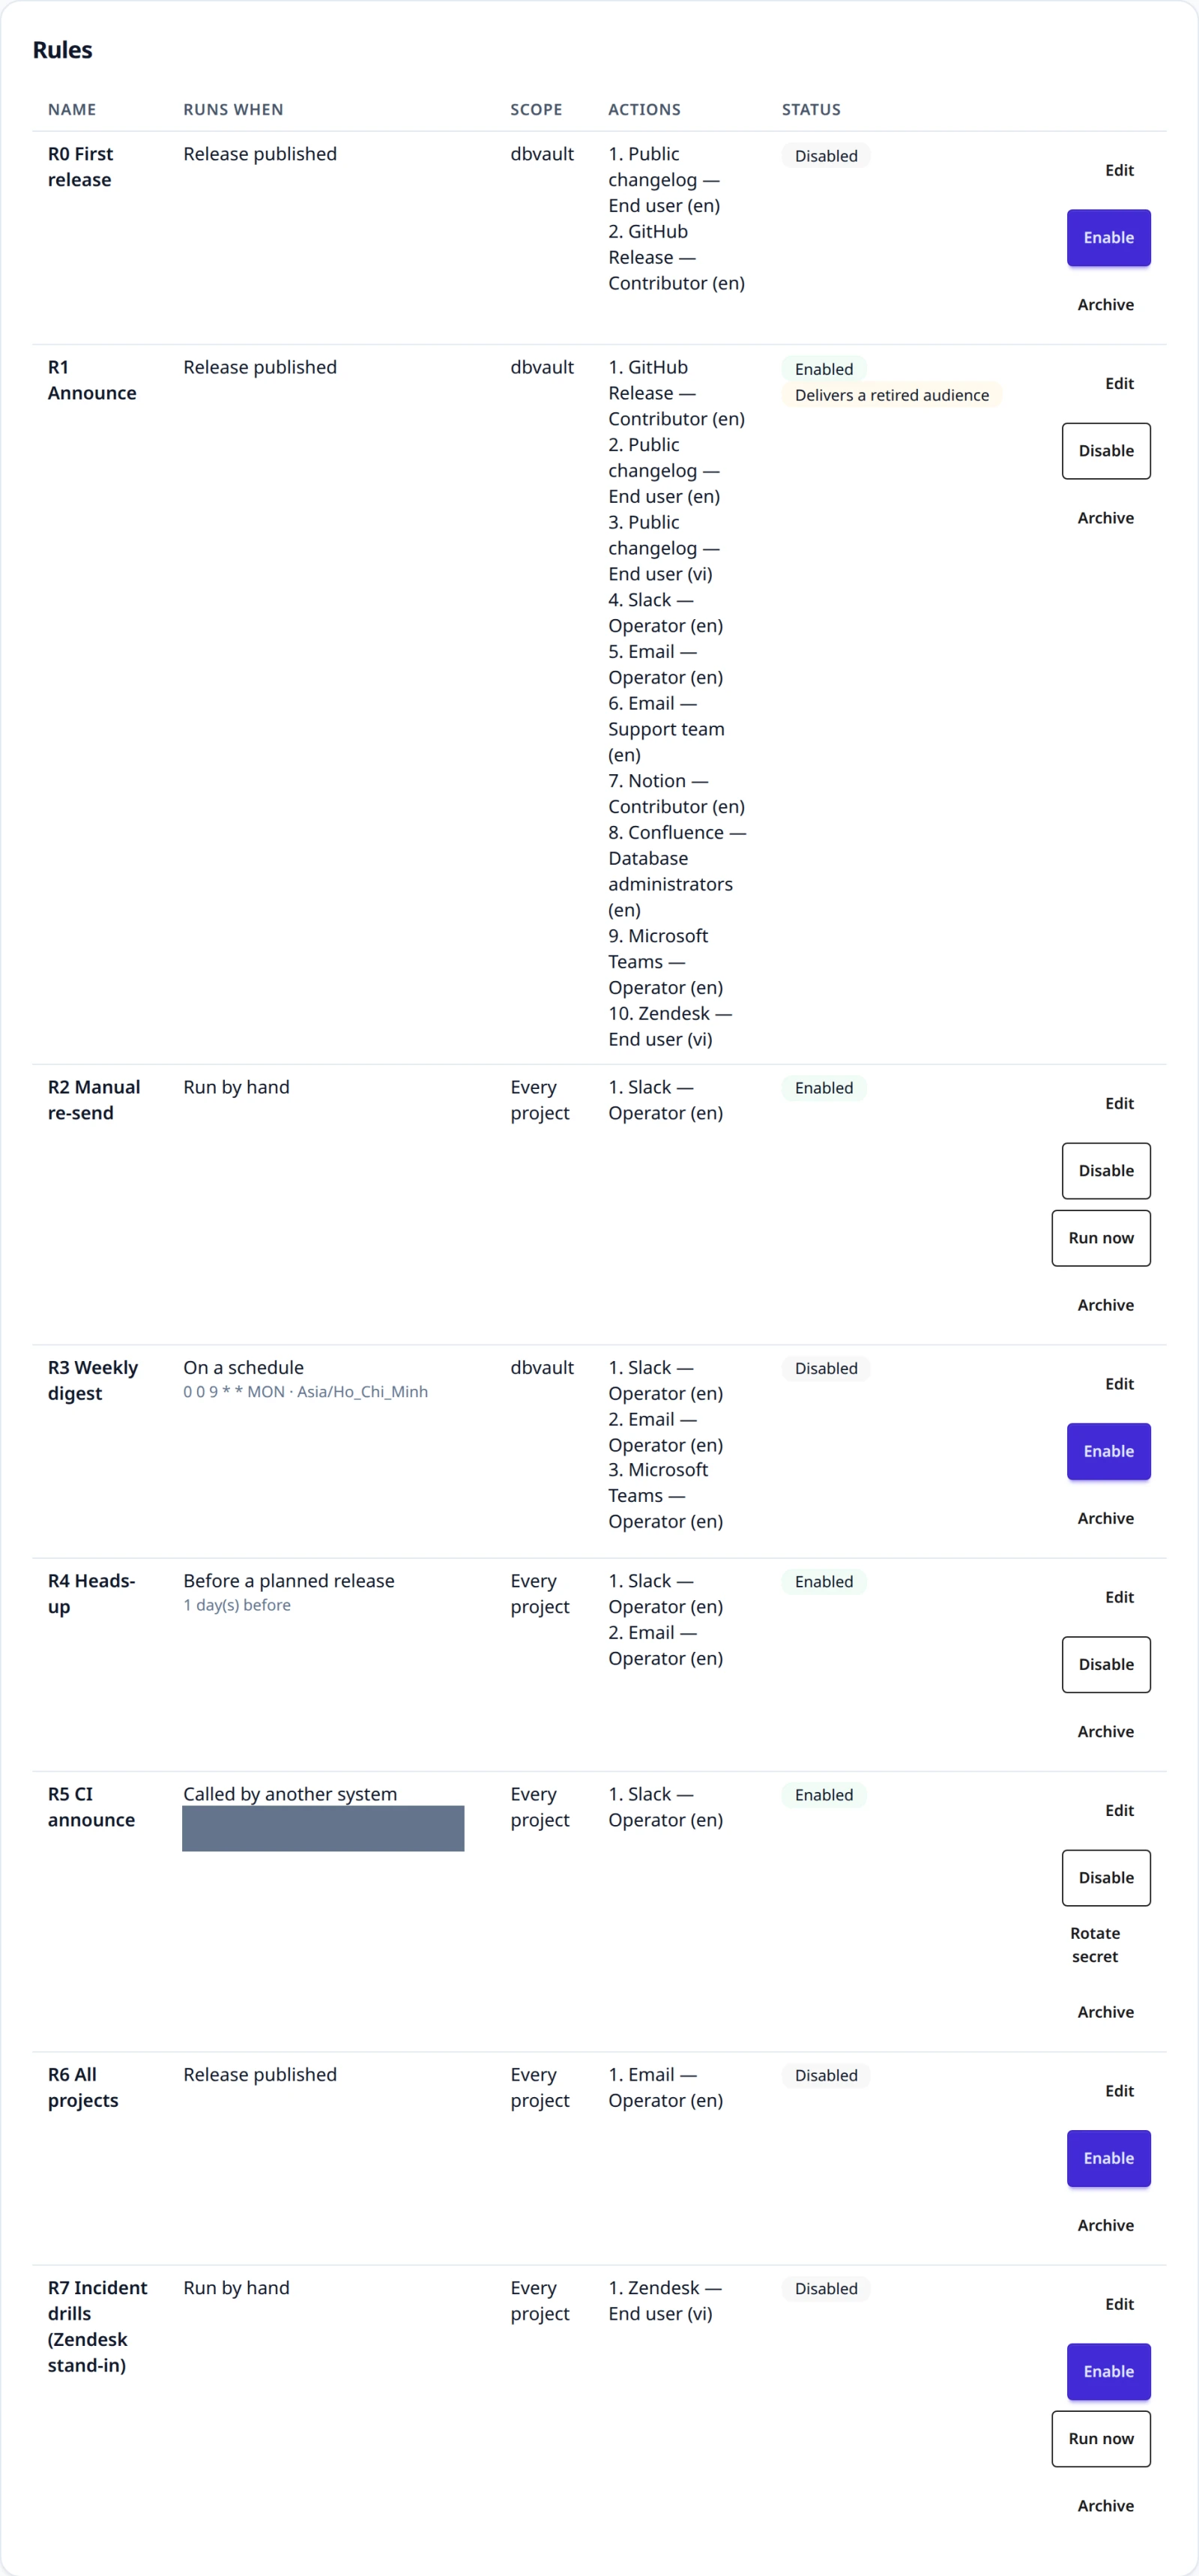 Rules
NAME RUNS WHEN SCOPE ACTIONS STATUS
R0 First
release
Release published
dbvault
1. Public
changelog —
End user (en)
2. GitHub
Release —
Contributor (en)
Disabled
Edit
Enable
Archive
R1
Announce
Release published
dbvault
1. GitHub
Release —
Contributor (en)
2. Public
changelog —
End user (en)
3. Public
changelog —
End user (vi)
4. Slack —
Operator (en)
5. Email —
Operator (en)
6. Email —
Support team
(en)
7. Notion —
Contributor (en)
8. Confluence —
Database
administrators
(en)
9. Microsoft
Teams —
Operator (en)
10. Zendesk —
End user (vi)
Enabled
Delivers a retired audience
Edit
Disable
Archive
R2 Manual
re-send
Run by hand
Every
project
1. Slack —
Operator (en)
Enabled
Edit
Disable
Run now
Archive
R3 Weekly
digest
On a schedule
0 0 9 * * MON · Asia/Ho_Chi_Minh
dbvault
1. Slack —
Operator (en)
2. Email —
Operator (en)
3. Microsoft
Teams —
Operator (en)
Disabled
Edit
Enable
Archive
R4 Heads-
up
Before a planned release
1 day(s) before
Every
project
1. Slack —
Operator (en)
2. Email —
Operator (en)
Enabled
Edit
Disable
Archive
R5 CI
announce
Called by another system
Every
project
1. Slack —
Operator (en)
Enabled
Edit
Disable
Rotate
secret
Archive
R6 All
projects
Release published
Every
project
1. Email —
Operator (en)
Disabled
Edit
Enable
Archive
R7 Incident
drills
(Zendesk
stand-in)
Run by hand
Every
project
1. Zendesk —
End user (vi)
Disabled
Edit
Enable
Run now
Archive